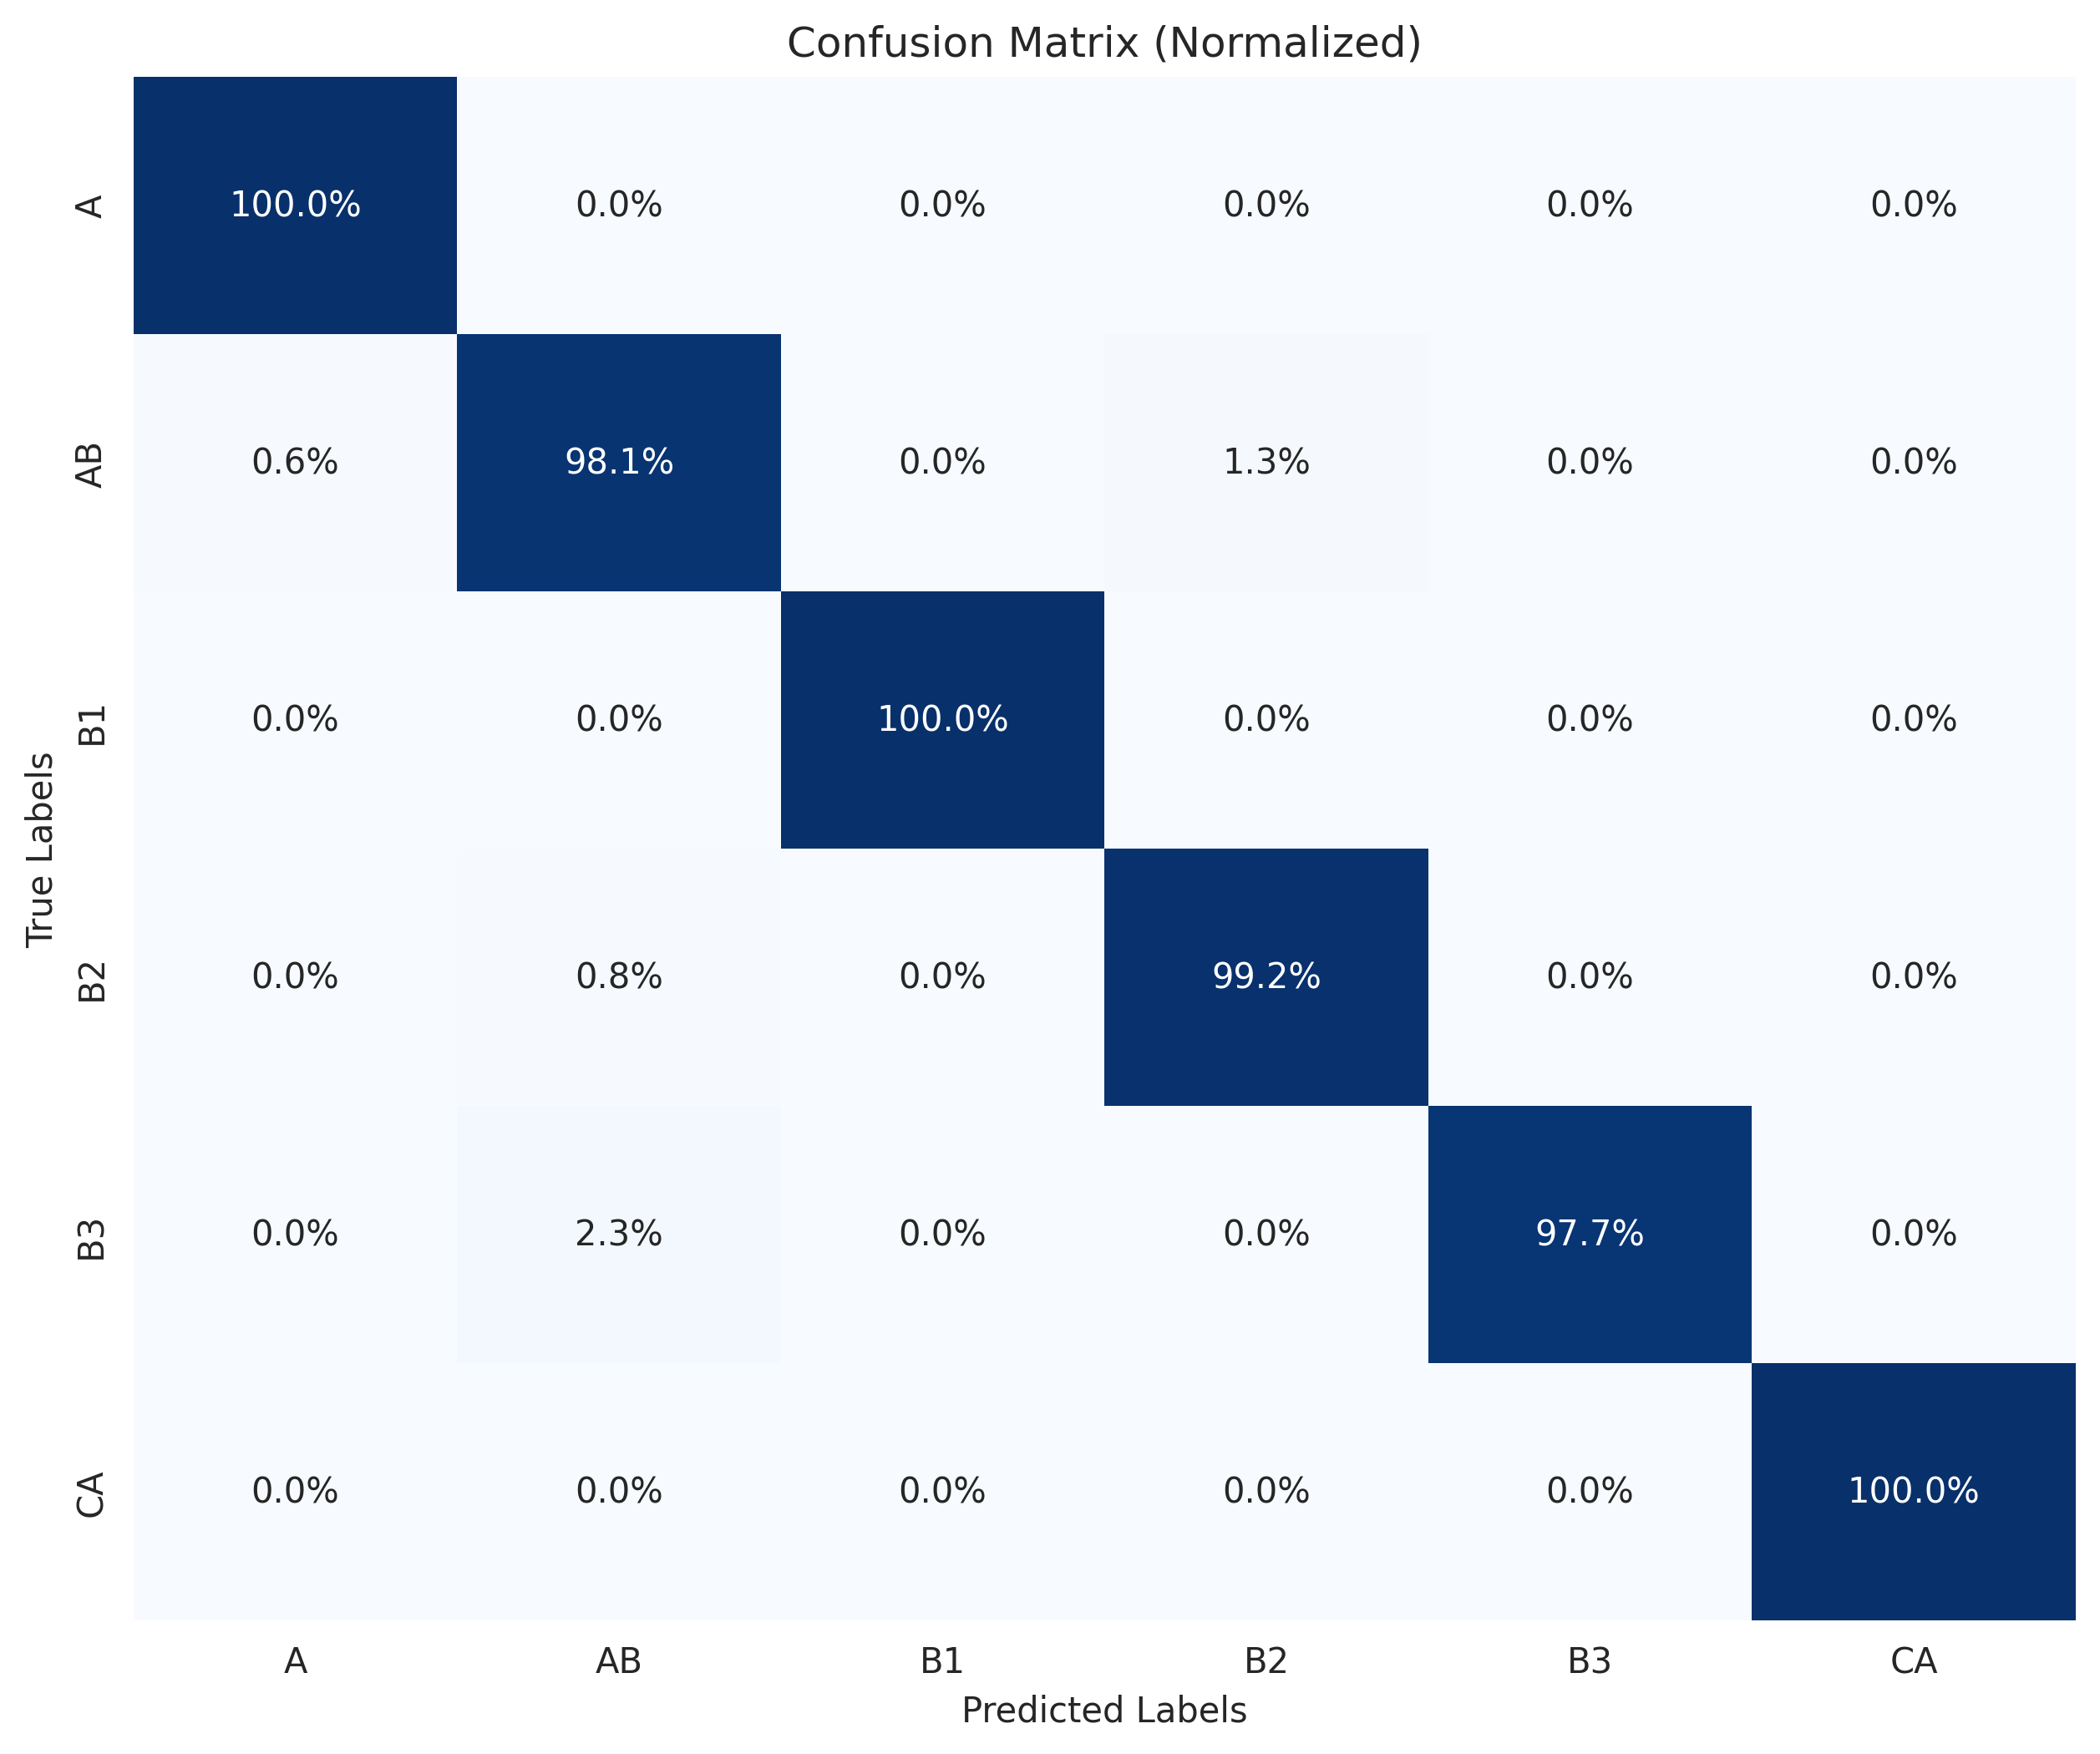 Confusion Matrix (Normalized)
A 100.0% 0.0% 0.0% 0.0% 0.0% 0.0%
AB 0.6% 98.1% 0.0% 1.3% 0.0% 0.0%
B1 0.0% 0.0% 100.0% 0.0% 0.0% 0.0%
B2 0.0% 0.8% 0.0% 99.2% 0.0% 0.0%
B3 0.0% 2.3% 0.0% 0.0% 97.7% 0.0%
CA 0.0% 0.0% 0.0% 0.0% 0.0% 100.0%
True Labels
A AB B1 B2 B3 CA
Predicted Labels